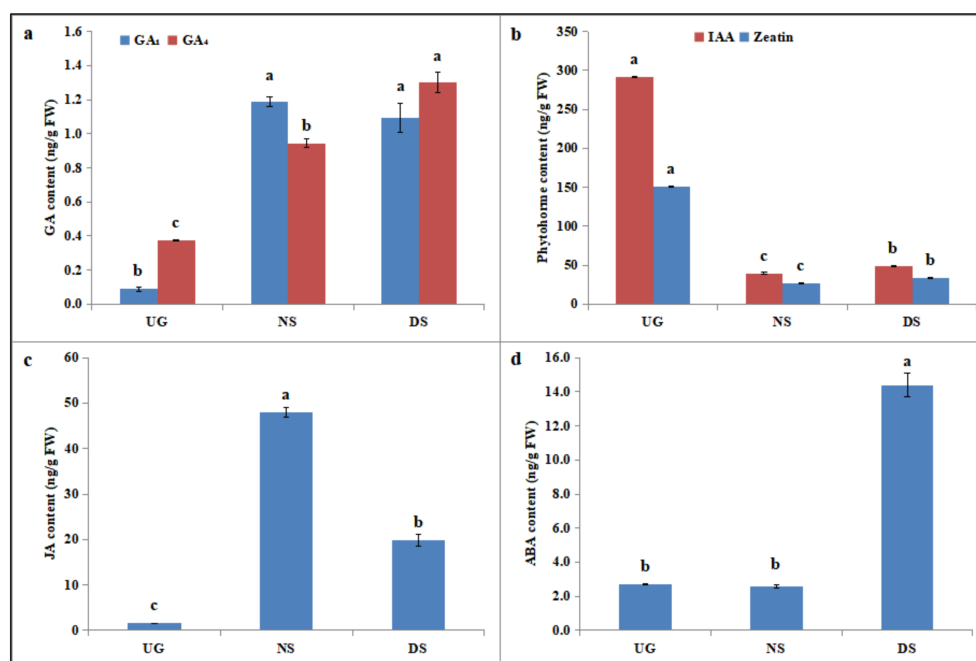 a
GA₁ GA₄
GA content (ng/g FW)
1.6
1.4
1.2
1.0
0.8
0.6
0.4
0.2
0.0
b
c
a
b
a
a
UG NS DS
b
IAA Zeatin
Phytohorme content (ng/g FW)
350
300
250
200
150
100
50
0
a
a
c
c
b
b
UG NS DS
c
JA content (ng/g FW)
60
50
40
30
20
10
0
c
a
b
UG NS DS
d
ABA content (ng/g FW)
16.0
14.0
12.0
10.0
8.0
6.0
4.0
2.0
0.0
b
b
a
UG NS DS